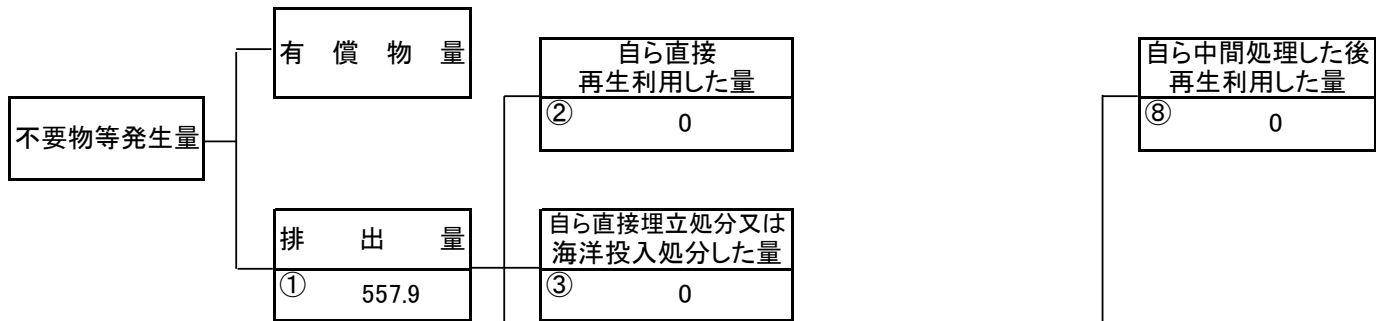 有償物量
自ら直接
再生利用した量
②
0
自ら中間処理した後
再生利用した量
⑧
0
不要物等発生量
排出量
①
557.9
自ら直接埋立処分又は
海洋投入処分した量
③
0